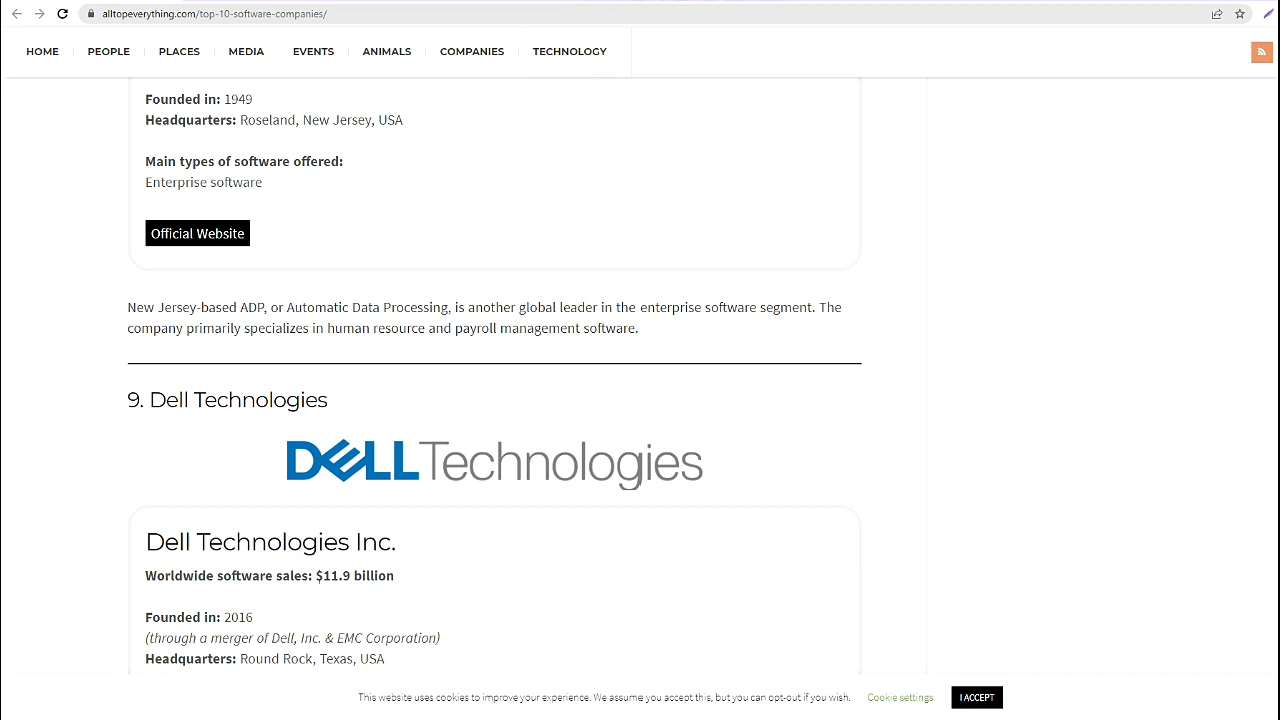 alltopeverything.com/top-10-software-companies/
HOME PEOPLE PLACES MEDIA EVENTS ANIMALS COMPANIES TECHNOLOGY
Founded in: 1949
Headquarters: Roseland, New Jersey, USA
Main types of software offered:
Enterprise software
Official Website
New Jersey-based ADP, or Automatic Data Processing, is another global leader in the enterprise software segment. The
company primarily specializes in human resource and payroll management software.
9. Dell Technologies
DELL Technologies
Dell Technologies Inc.
Worldwide software sales: $11.9 billion
Founded in: 2016
(through a merger of Dell, Inc. & EMC Corporation)
Headquarters: Round Rock, Texas, USA
This website uses cookies to improve your experience. We assume you accept this, but you can opt-out if you wish. Cookie settings I ACCEPT